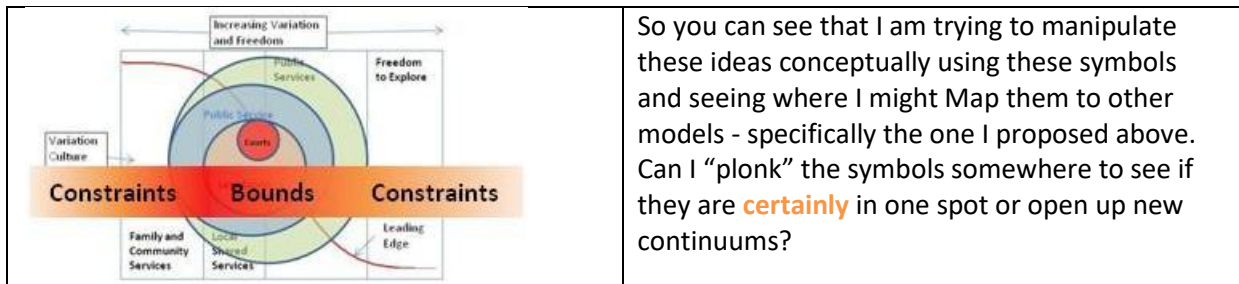 Increasing Variation
and Freedom
Public
Services
Freedom
to Explore
Public Service
Courts
Variation
Culture
Constraints Bounds Constraints
Family and
Community
Services
Local
Shared
Services
Leading
Edge
So you can see that I am trying to manipulate
these ideas conceptually using these symbols
and seeing where I might Map them to other
models - specifically the one I proposed above.
Can I “plonk” the symbols somewhere to see if
they are certainly in one spot or open up new
continuums?